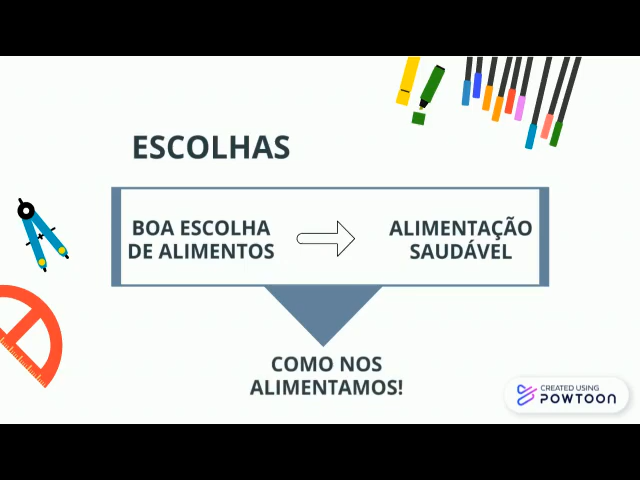 ESCOLHAS
BOA ESCOLHA
DE ALIMENTOS
ALIMENTAÇÃO
SAUDÁVEL
COMO NOS
ALIMENTAMOS!
CREATED USING
POWTOON